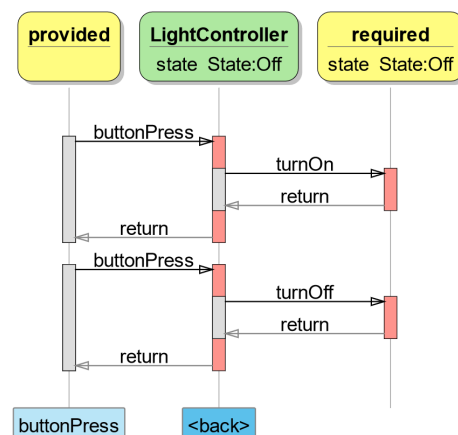 provided
LightController
required
state State:Off
state State:Off
buttonPress
turnOn
return
return
buttonPress
turnOff
return
return
buttonPress
<back>